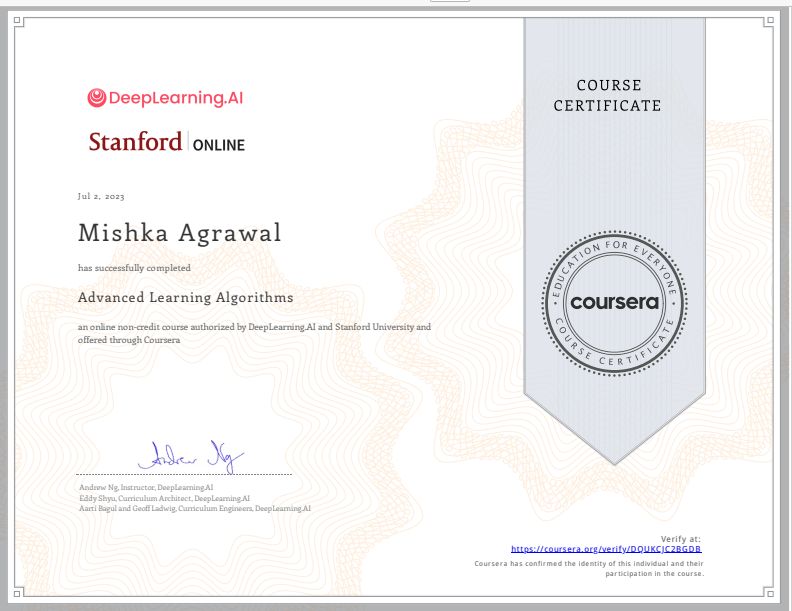 DeepLearning.AI
Stanford ONLINE
COURSE
CERTIFICATE
Jul 2, 2023
Mishka Agrawal
has successfully completed
Advanced Learning Algorithms
an online non-credit course authorized by DeepLearning.AI and Stanford University and
offered through Coursera
EDUCATION FOR EVERYONE
coursera
COURSE CERTIFICATE
Andrew Ng
Andrew Ng, Instructor, DeepLearning.AI
Eddy Shyu, Curriculum Architect, DeepLearning.AI
Aarti Bagul and Geoff Ladwig, Curriculum Engineers, DeepLearning.AI
Verify at:
https://coursera.org/verify/DQUKCJC2BGDB
Coursera has confirmed the identity of this individual and their
participation in the course.